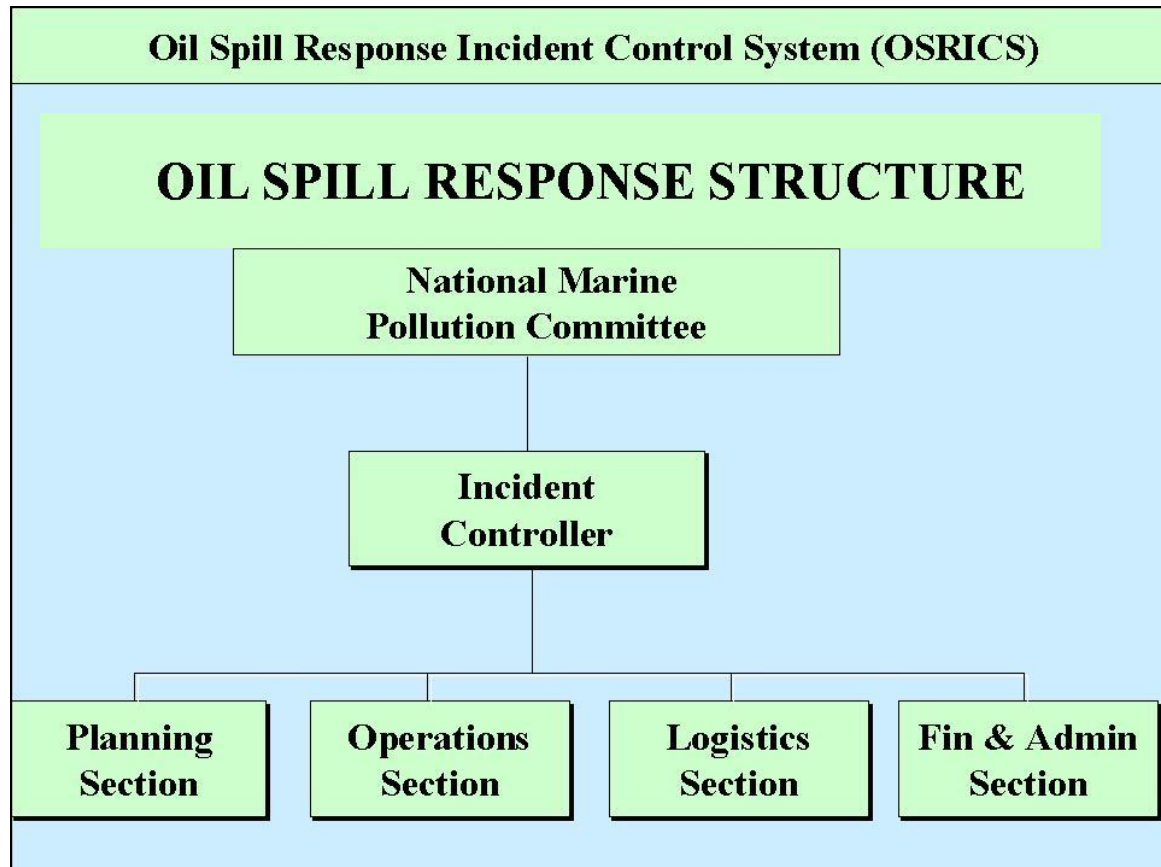 Oil Spill Response Incident Control System (OSRICS)
OIL SPILL RESPONSE STRUCTURE
National Marine
Pollution Committee
Incident
Controller
Planning
Section
Operations
Section
Logistics
Section
Fin & Admin
Section